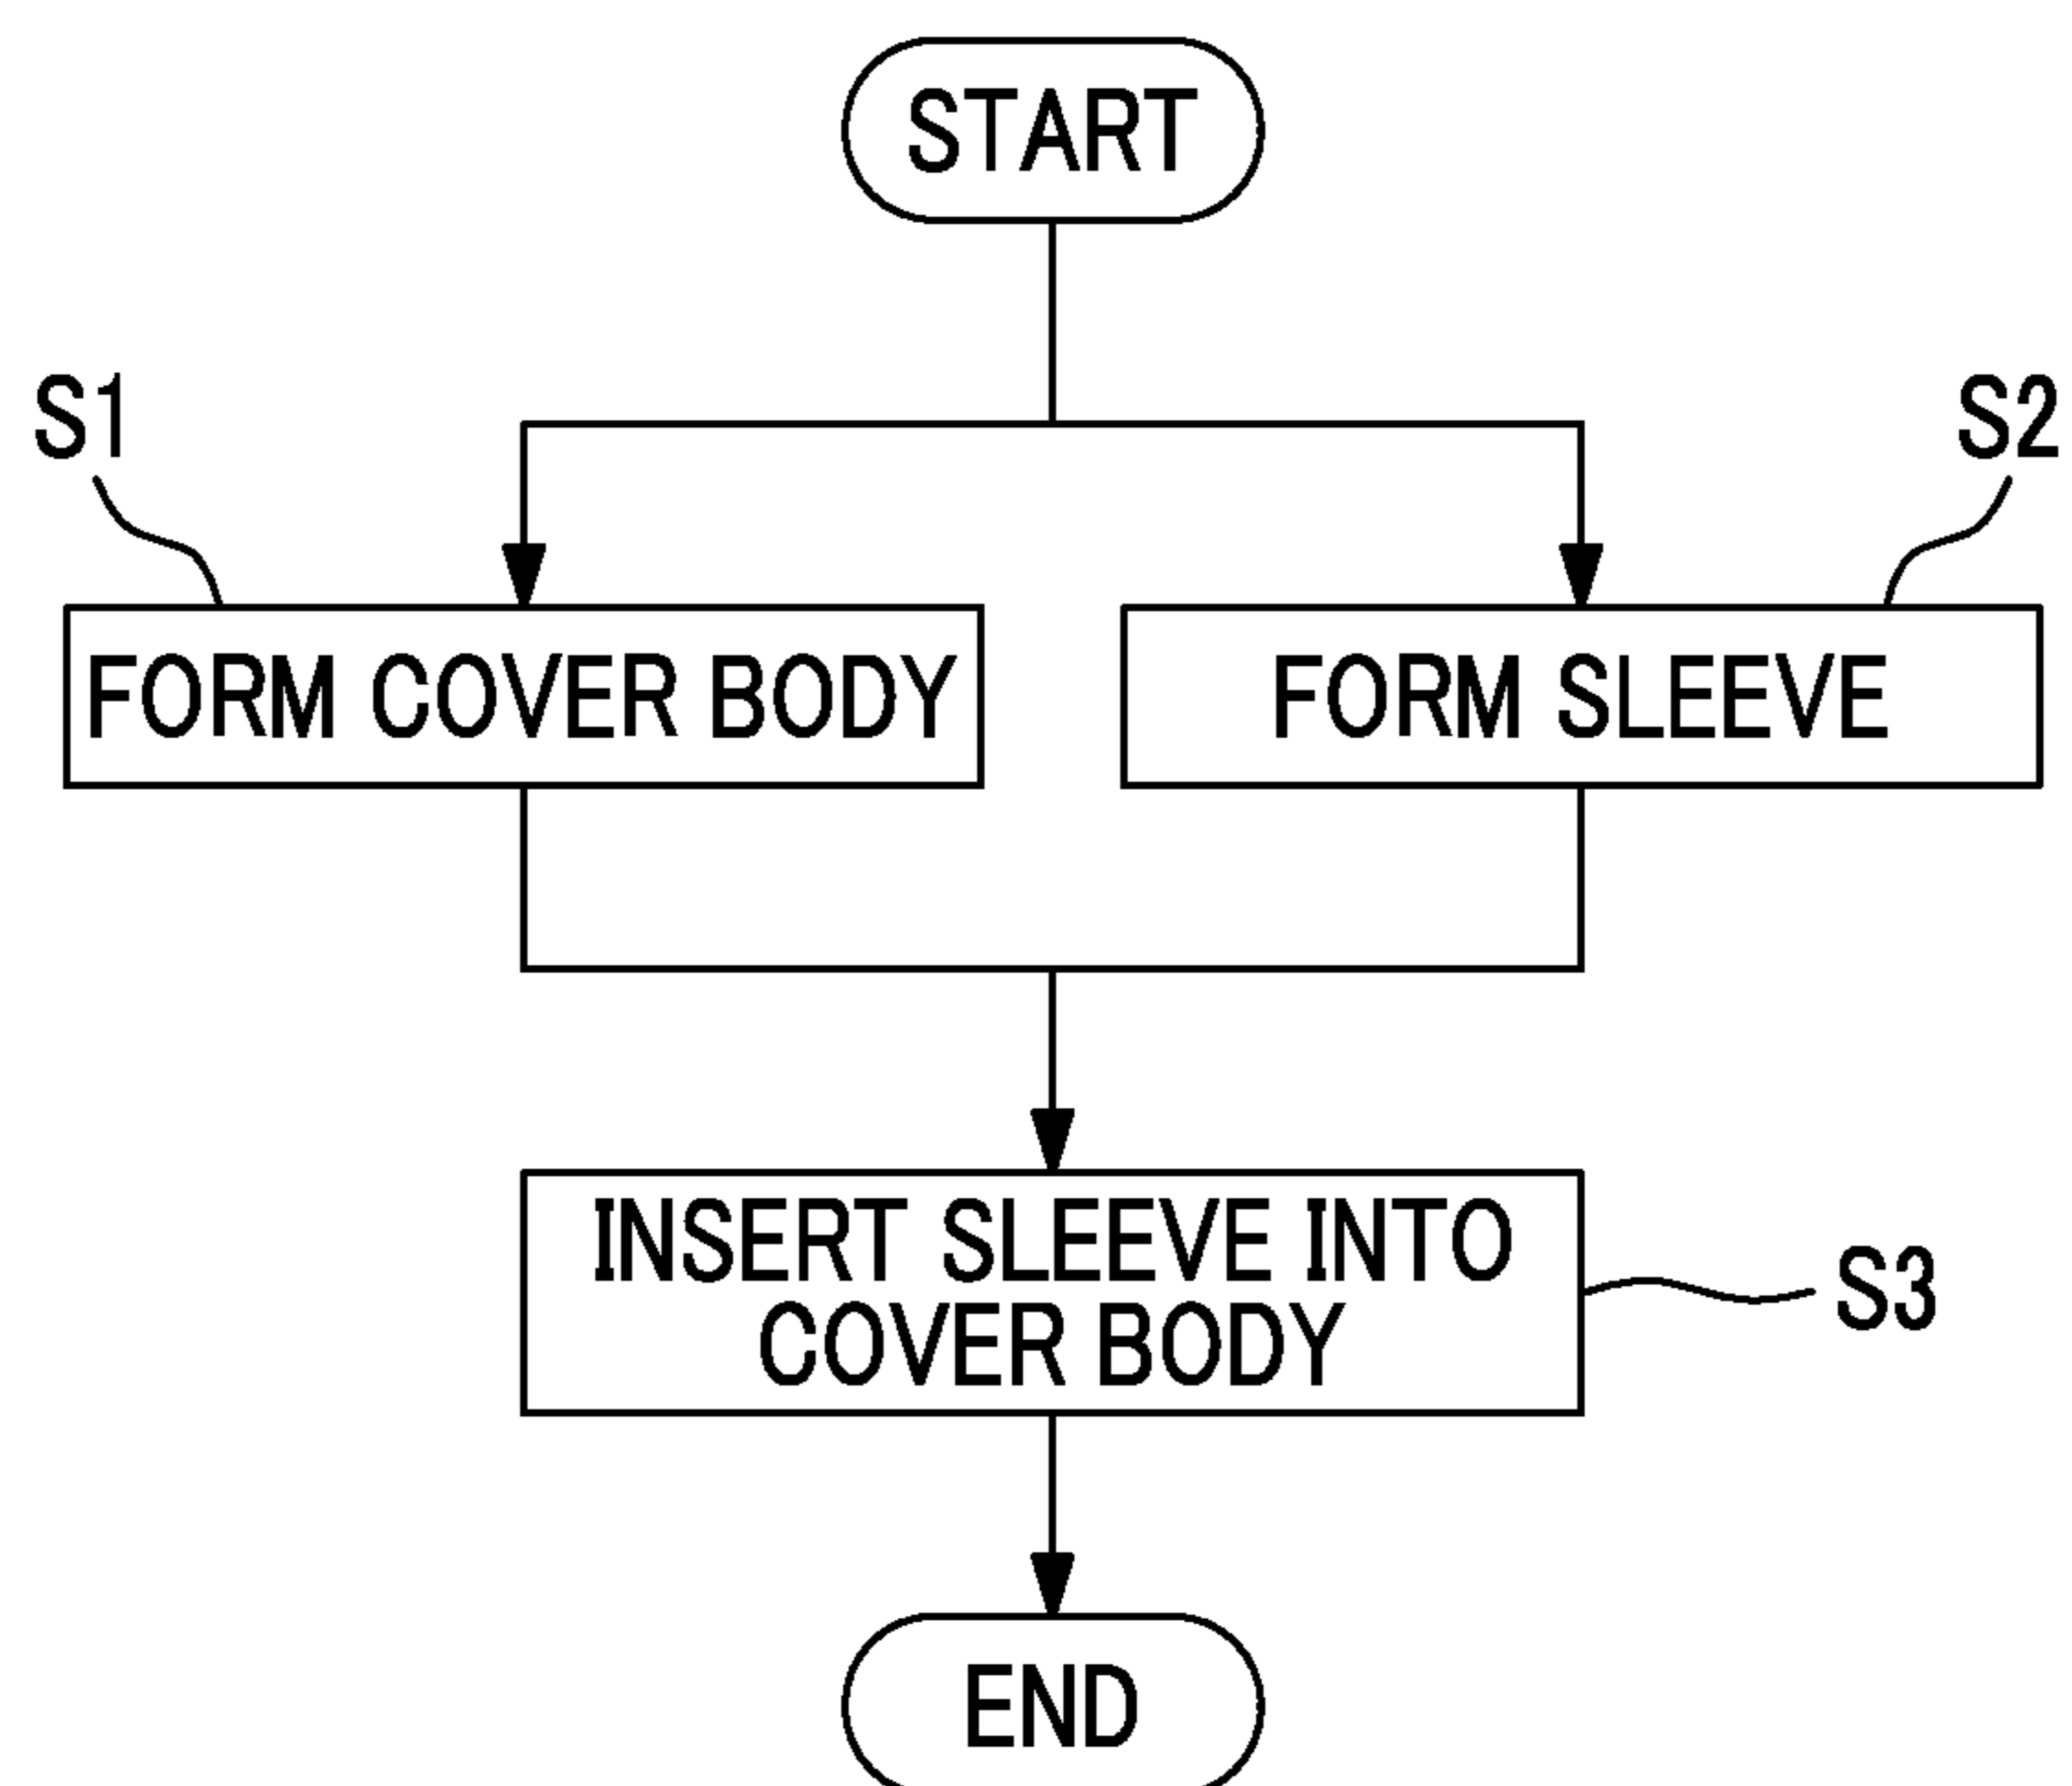 START
S1
S2
FORM COVER BODY
FORM SLEEVE
INSERT SLEEVE INTO
COVER BODY
S3
END